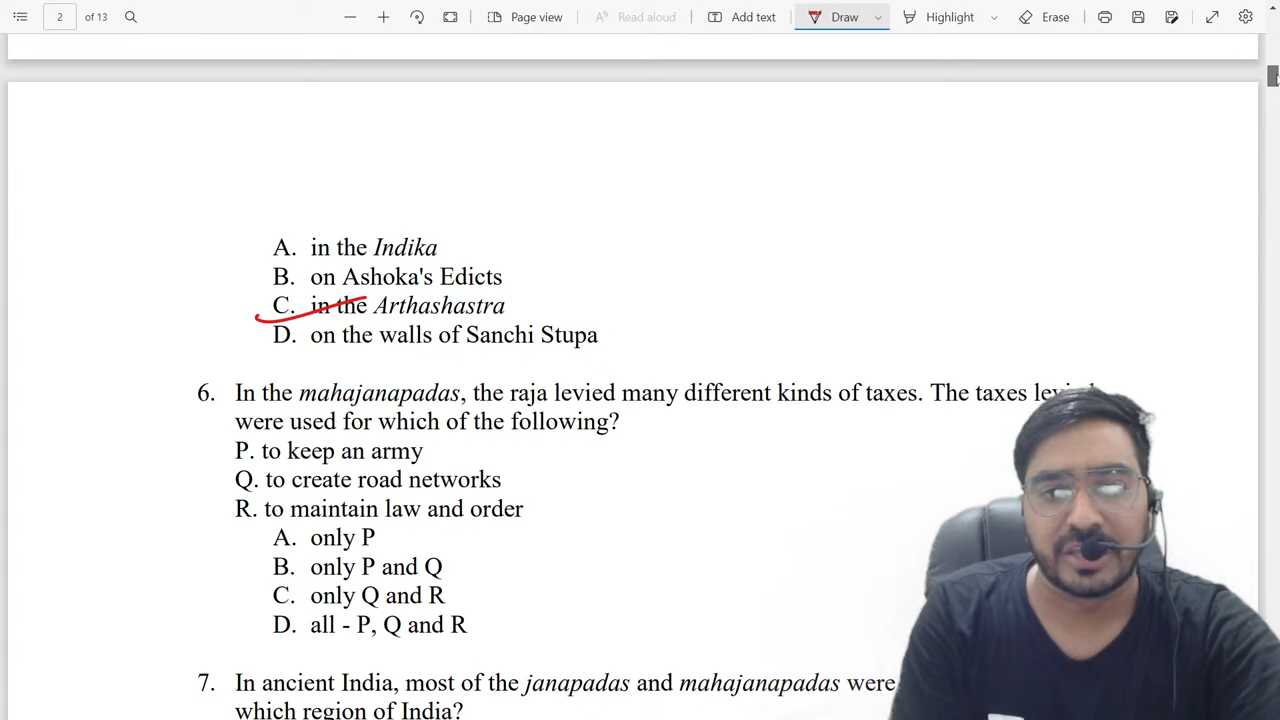 2 of 13 Page view Read aloud Add text Draw Highlight Erase
A. in the Indika
B. on Ashoka's Edicts
C. in the Arthashastra
D. on the walls of Sanchi Stupa
6. In the mahajanapadas, the raja levied many different kinds of taxes. The taxes
were used for which of the following?
P. to keep an army
Q. to create road networks
R. to maintain law and order
A. only P
B. only P and Q
C. only Q and R
D. all - P, Q and R
7. In ancient India, most of the janapadas and mahajanapadas were
which region of India?